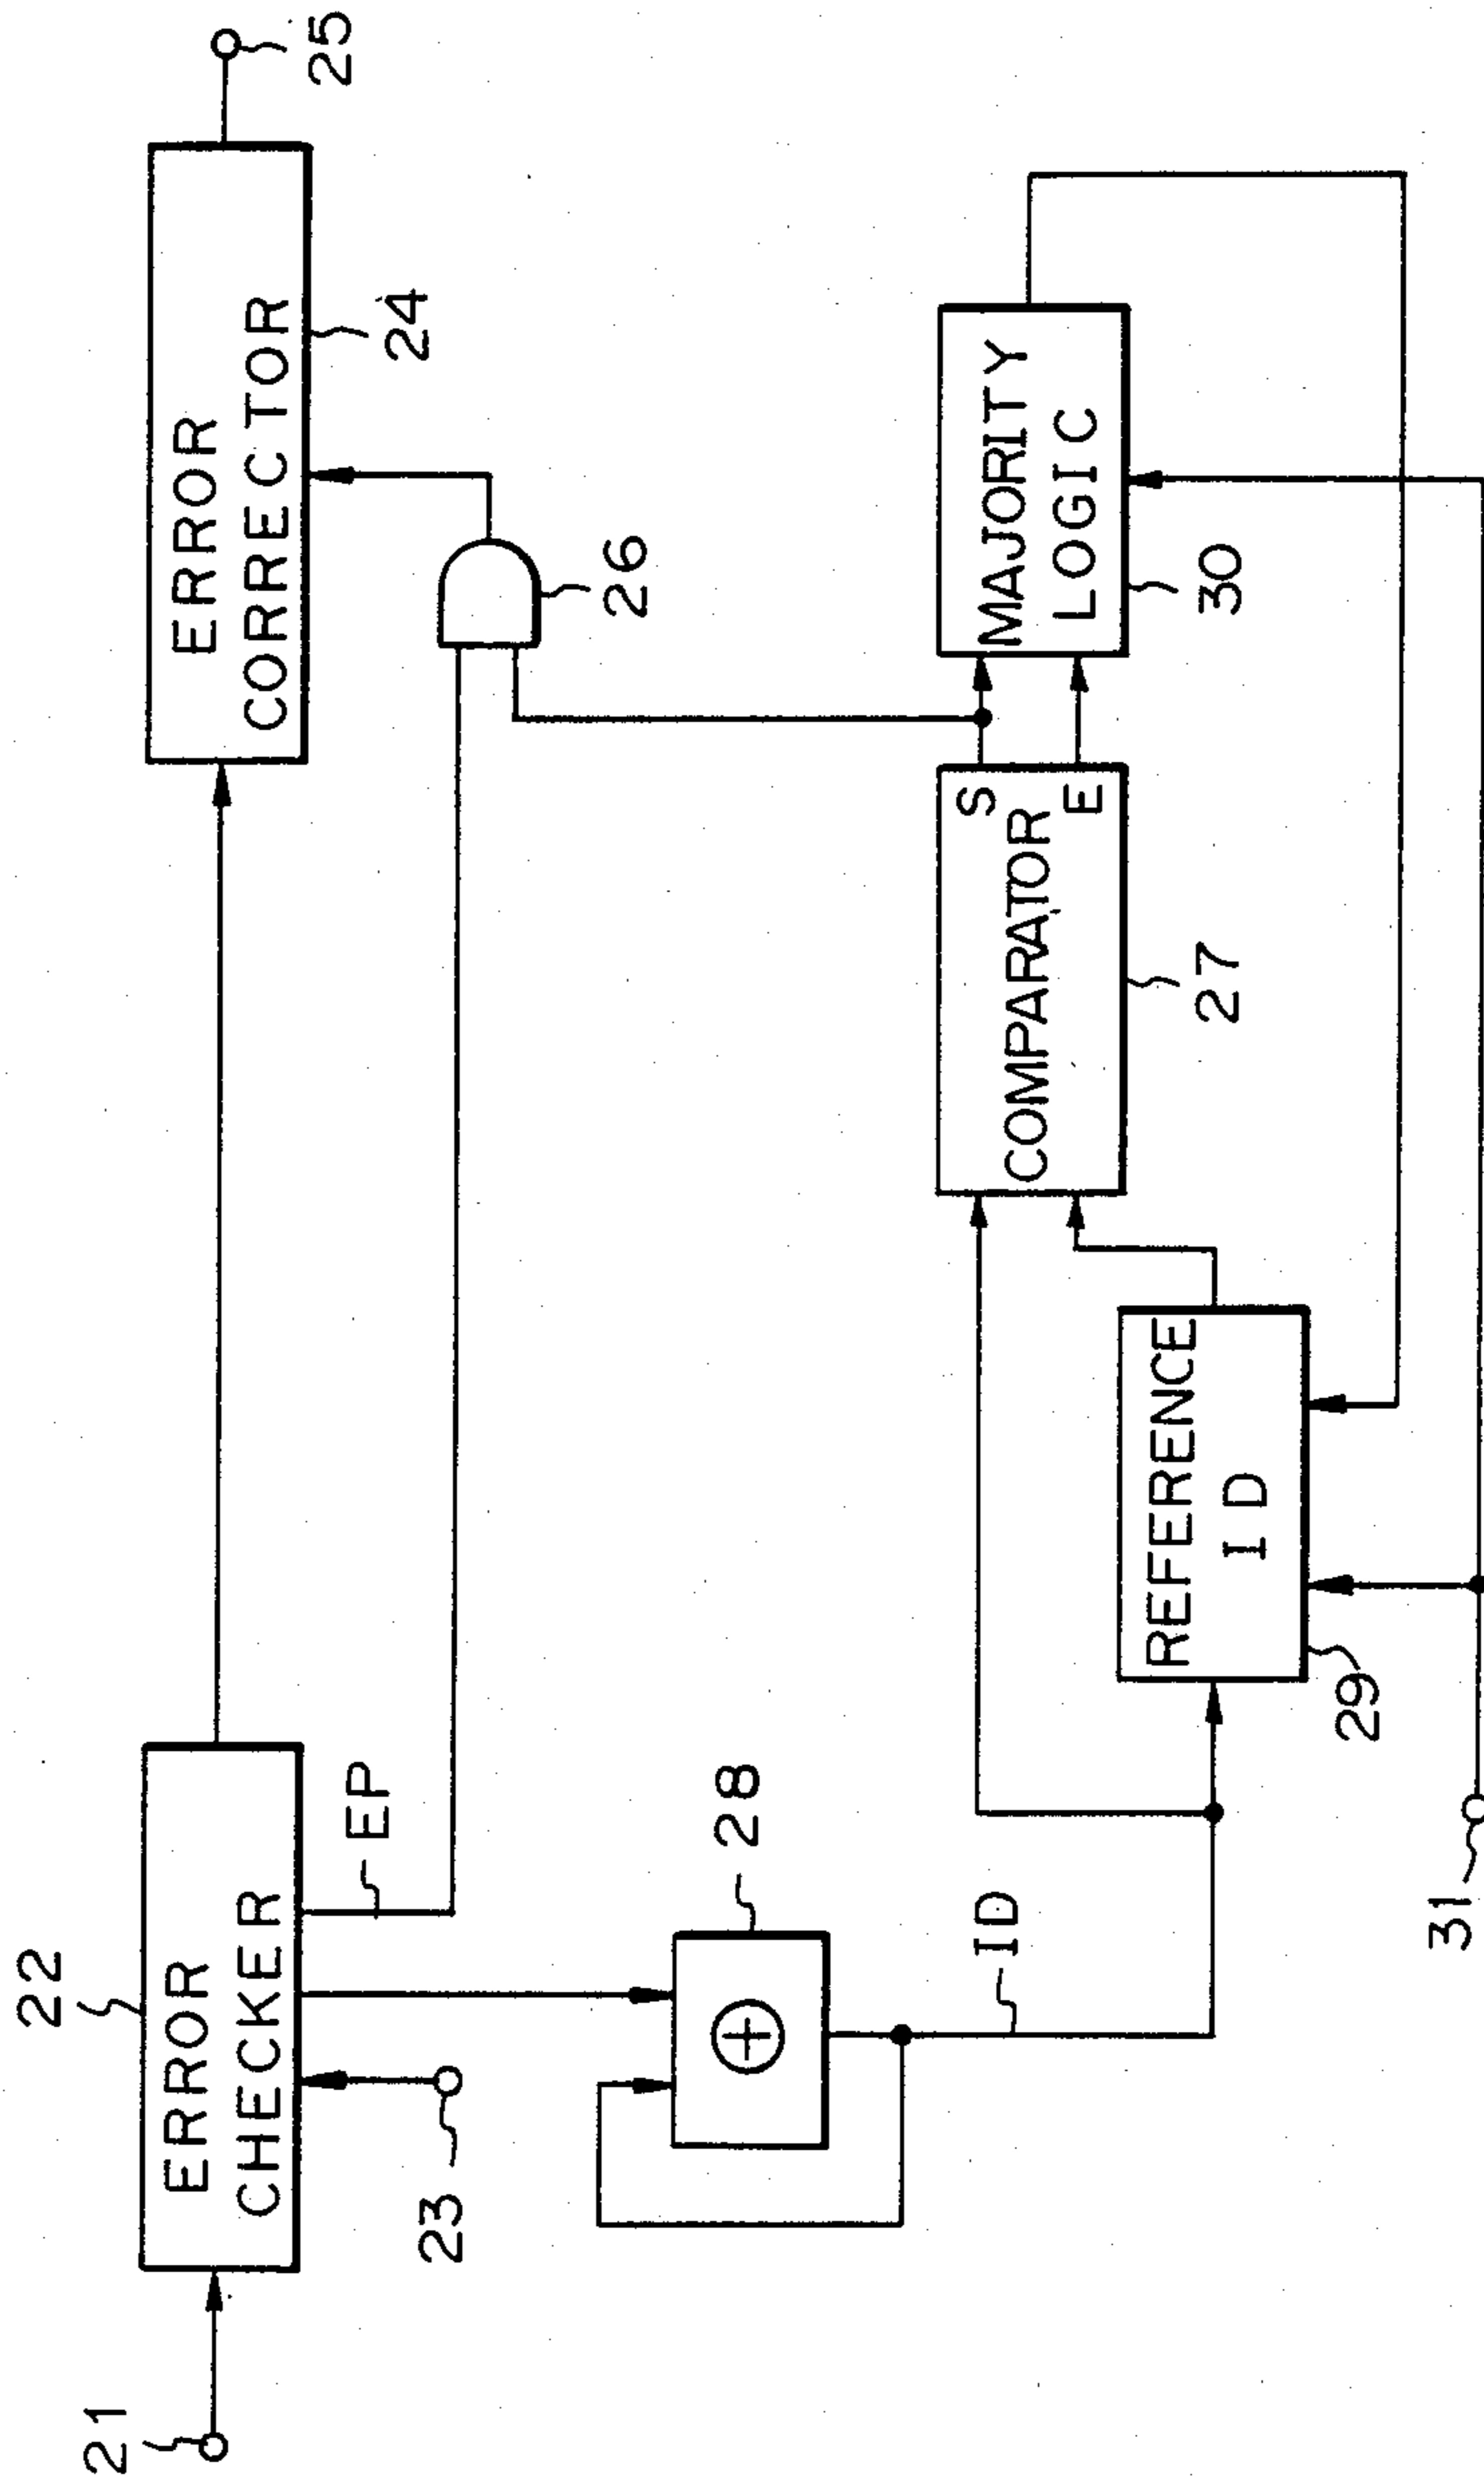 21
22
ERROR
CHECKER
23
EP
ERROR
CORRECTOR
24
25
26
28
ID
REFERENCE
ID
29
COMPARATOR
S
E
27
MAJORITY
LOGIC
30
31